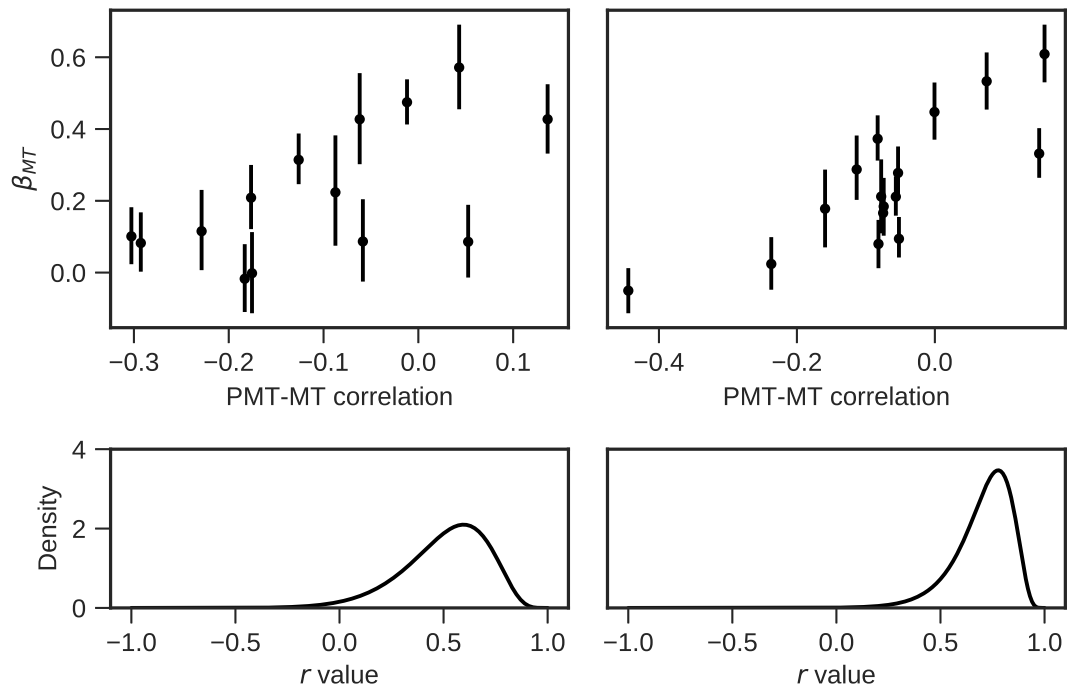 0.6
0.4
0.2
0.0
β_MT
−0.3 −0.2 −0.1 0.0 0.1
PMT-MT correlation
−0.4 −0.2 0.0
PMT-MT correlation
4
2
0
Density
−1.0 −0.5 0.0 0.5 1.0
r value
−1.0 −0.5 0.0 0.5 1.0
r value